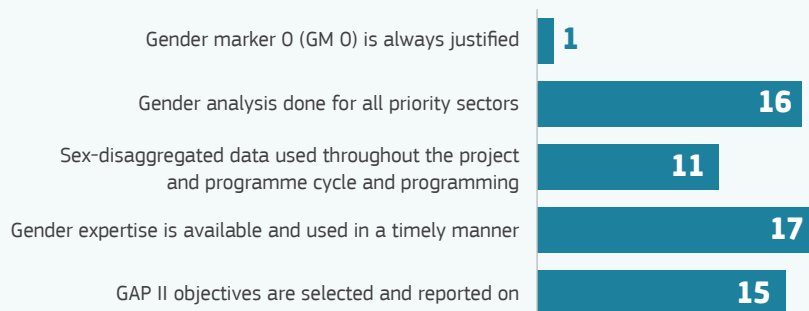 Gender marker 0 (GM 0) is always justified
1
Gender analysis done for all priority sectors
16
Sex-disaggregated data used throughout the project
and programme cycle and programming
11
Gender expertise is available and used in a timely manner
17
GAP II objectives are selected and reported on
15